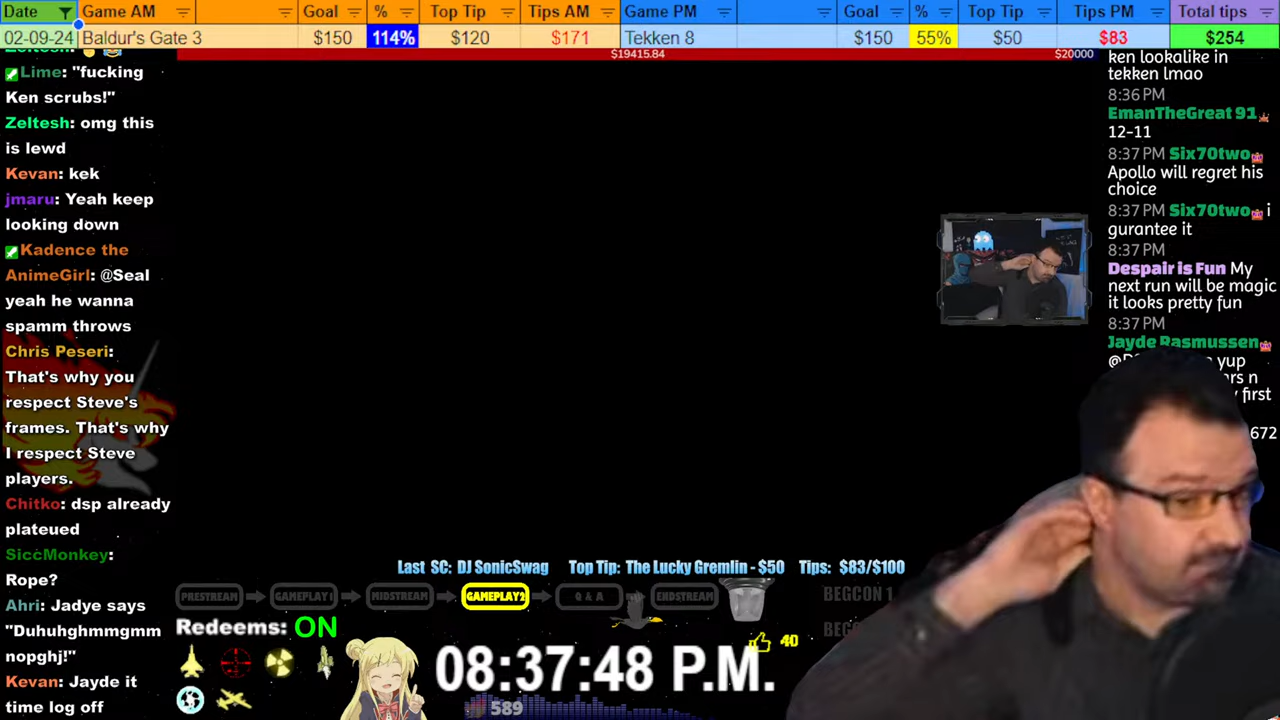 Date Game AM Goal % Top Tip Tips AM Game PM Goal % Top Tip Tips PM Total tips
02-09-24 Baldur's Gate 3 $150 114% $120 $171 Tekken 8 $150 55% $50 $83 $254
$19415.84 $20000
Zeltesh:
Lime: "fucking
Ken scrubs!"
Zeltesh: omg this
is lewd
Kevan: kek
jmaru: Yeah keep
looking down
Kadence the
AnimeGirl: @Seal
yeah he wanna
spamm throws
Chris Peseri:
That's why you
respect Steve's
frames. That's why
I respect Steve
players.
Chitko: dsp already
plateued
SiccMonkey:
Rope?
Ahri: Jadye says
"Duhuhghmmgmm
nopghj!"
Kevan: Jayde it
time log off
ken lookalike in
tekken lmao
8:36 PM
EmanTheGreat 91
12-11
8:37 PM Six70two
Apollo will regret his
choice
8:37 PM Six70two i
gurantee it
8:37 PM
Despair is Fun My
next run will be magic
it looks pretty fun
8:37 PM
Jayde Rasmussen
yup
first
672
Last SC: DJ SonicSwag Top Tip: The Lucky Gremlin - $50 Tips: $83/$100
PRESTREAM GAMEPLAY1 MIDSTREAM GAMEPLAY2 Q & A ENDSTREAM
BEGCON 1
Redeems: ON
40
08:37:48 P.M.
589